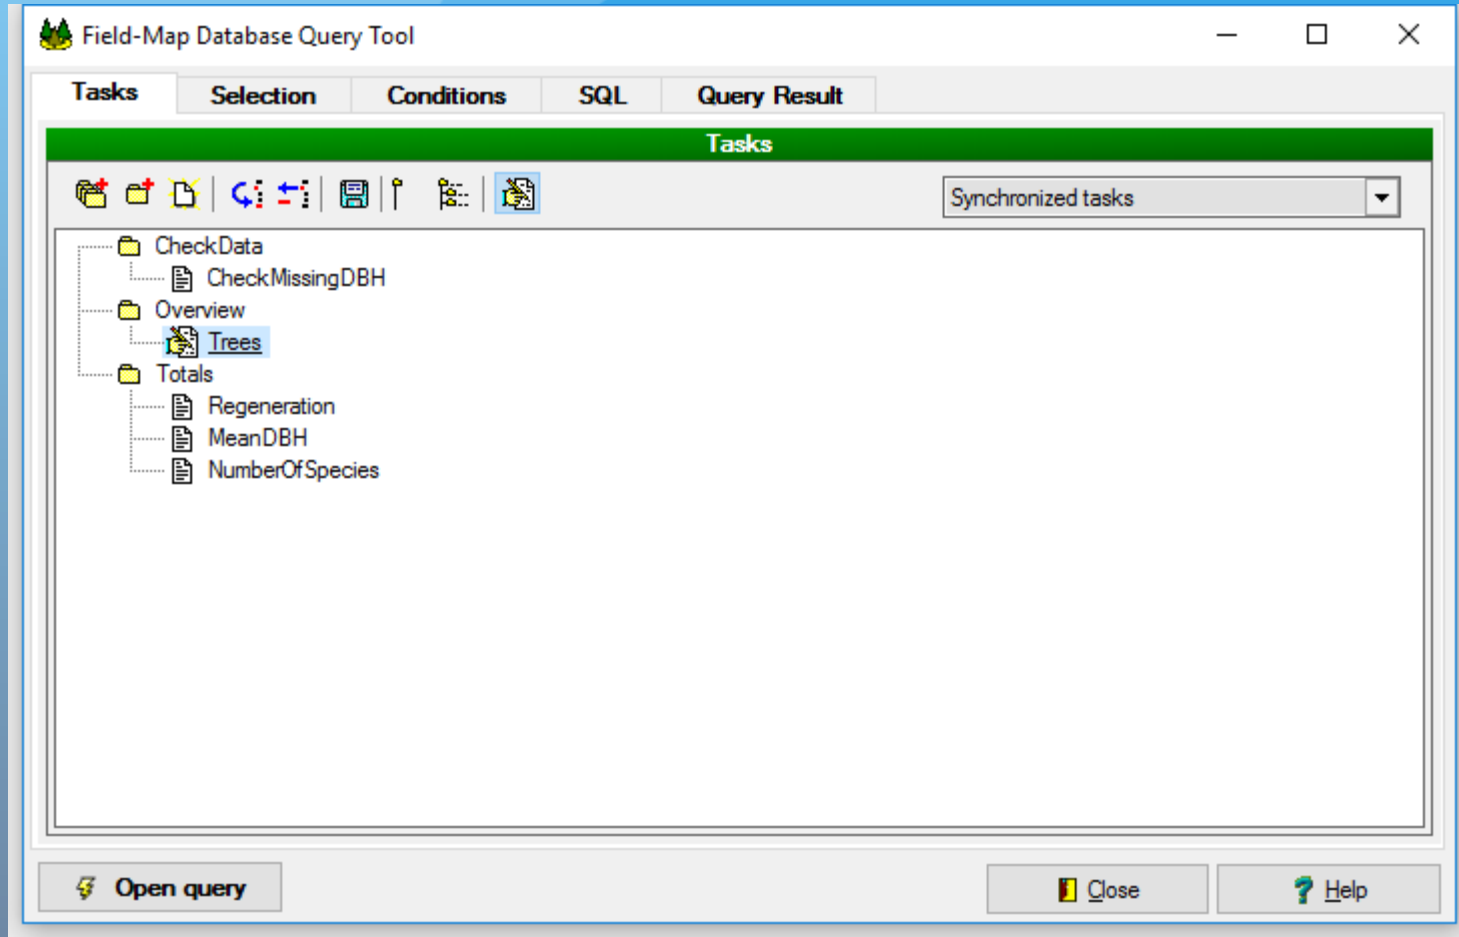 Field-Map Database Query Tool
Tasks Selection Conditions SQL Query Result
Tasks
Synchronized tasks
CheckData
CheckMissingDBH
Overview
Trees
Totals
Regeneration
MeanDBH
NumberOfSpecies
Open query Close Help